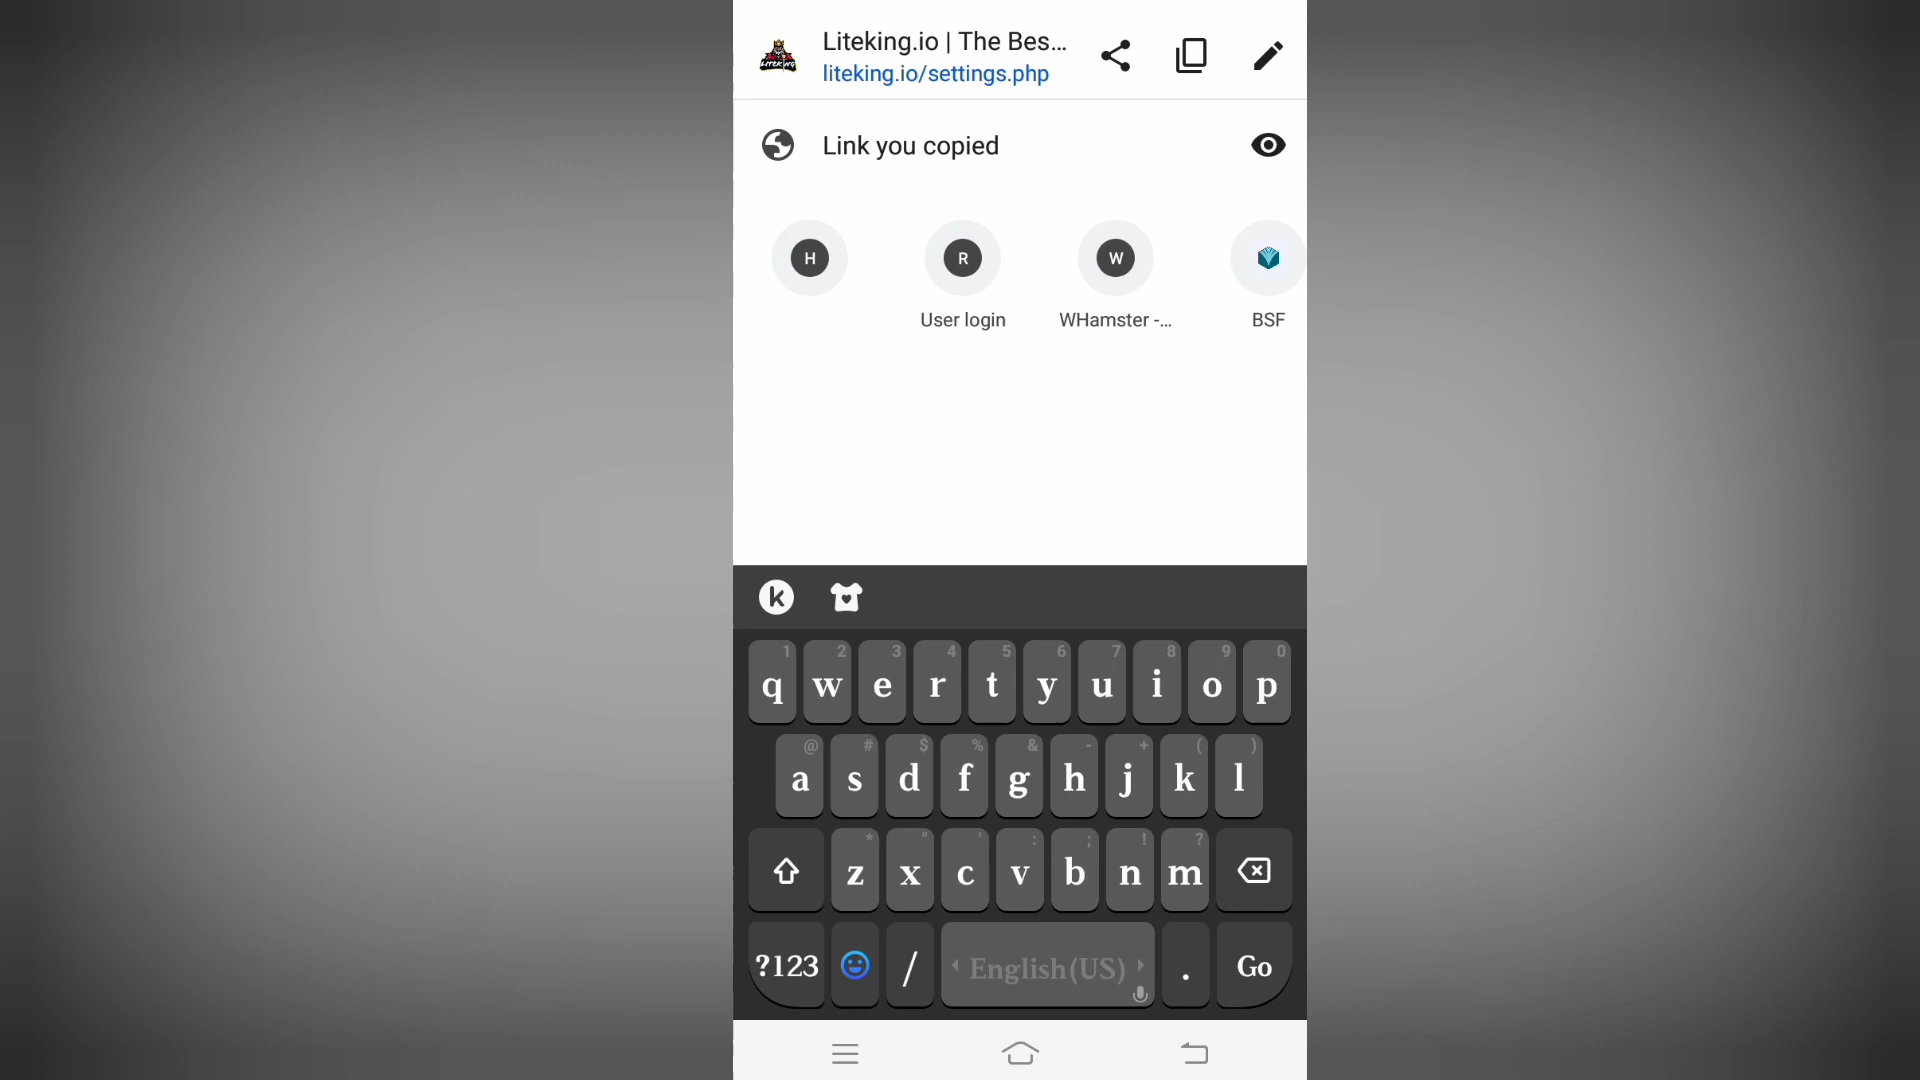 Liteking.io | The Bes...
liteking.io/settings.php
LITEKING
Link you copied
H
R
W
User login
WHamster -...
BSF
k
1 2 3 4 5 6 7 8 9 0
q w e r t y u i o p
@ # $ % & - + ( )
a s d f g h j k l
* " ' : ; ! ?
z x c v b n m
?123 / English(US) . Go